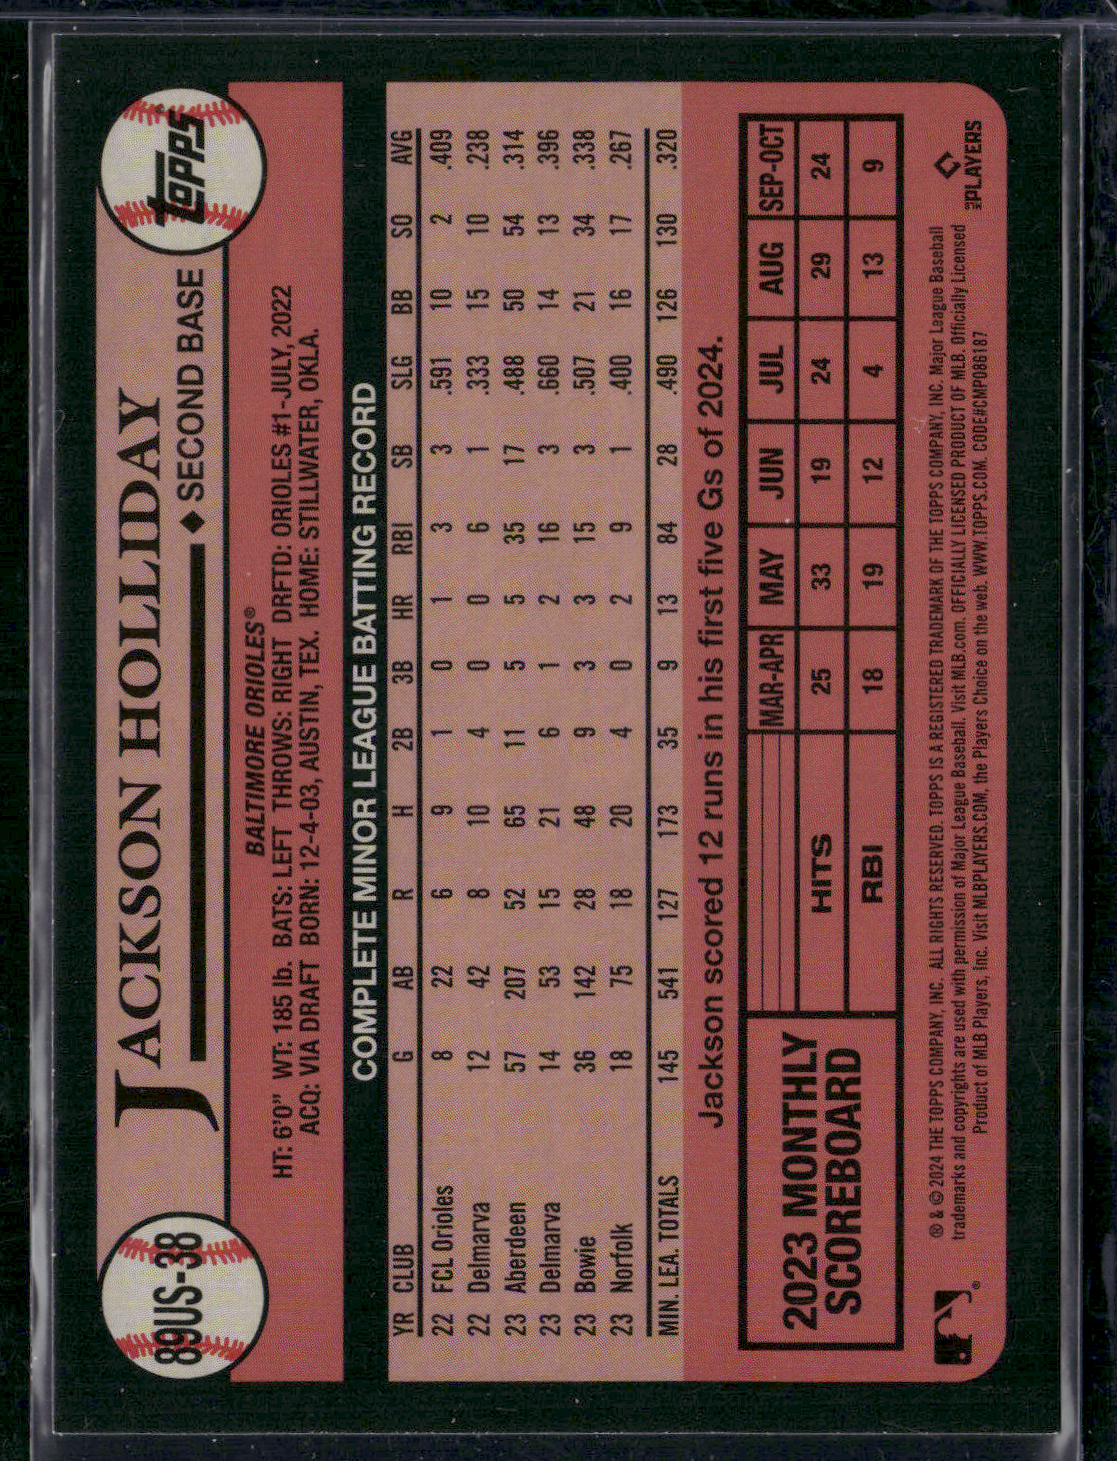 89US-38
JACKSON HOLLIDAY
◆ SECOND BASE
TOPPS
BALTIMORE ORIOLES®
HT: 6'0" WT: 185 lb. BATS: LEFT THROWS: RIGHT DRFTD: ORIOLES #1-JULY, 2022
ACQ: VIA DRAFT BORN: 12-4-03, AUSTIN, TEX. HOME: STILLWATER, OKLA.
COMPLETE MINOR LEAGUE BATTING RECORD
YR CLUB G AB R H 2B 3B HR RBI SB SLG BB SO AVG
22 FCL Orioles 8 22 6 9 1 0 1 3 3 .591 10 2 .409
22 Delmarva 12 42 8 10 4 0 0 6 1 .333 15 10 .238
23 Aberdeen 57 207 52 65 11 5 5 35 17 .488 50 54 .314
23 Delmarva 14 53 15 21 6 1 2 16 3 .660 14 13 .396
23 Bowie 36 142 28 48 9 3 3 15 3 .507 21 34 .338
23 Norfolk 18 75 18 20 4 0 2 9 1 .400 16 17 .267
MIN. LEA. TOTALS 145 541 127 173 35 9 13 84 28 .490 126 130 .320
Jackson scored 12 runs in his first five Gs of 2024.
2023 MONTHLY
SCOREBOARD
MAR-APR MAY JUN JUL AUG SEP-OCT
HITS 25 33 19 24 29 24
RBI 18 19 12 4 13 9
® & © 2024 THE TOPPS COMPANY, INC. ALL RIGHTS RESERVED. TOPPS IS A REGISTERED TRADEMARK OF THE TOPPS COMPANY, INC. Major League Baseball
trademarks and copyrights are used with permission of Major League Baseball. Visit MLB.com. OFFICIALLY LICENSED PRODUCT OF MLB. Officially Licensed
Product of MLB Players, Inc. Visit MLBPLAYERS.COM, the Players Choice on the web. WWW.TOPPS.COM. CODE#CMP086187
®
THE PLAYERS